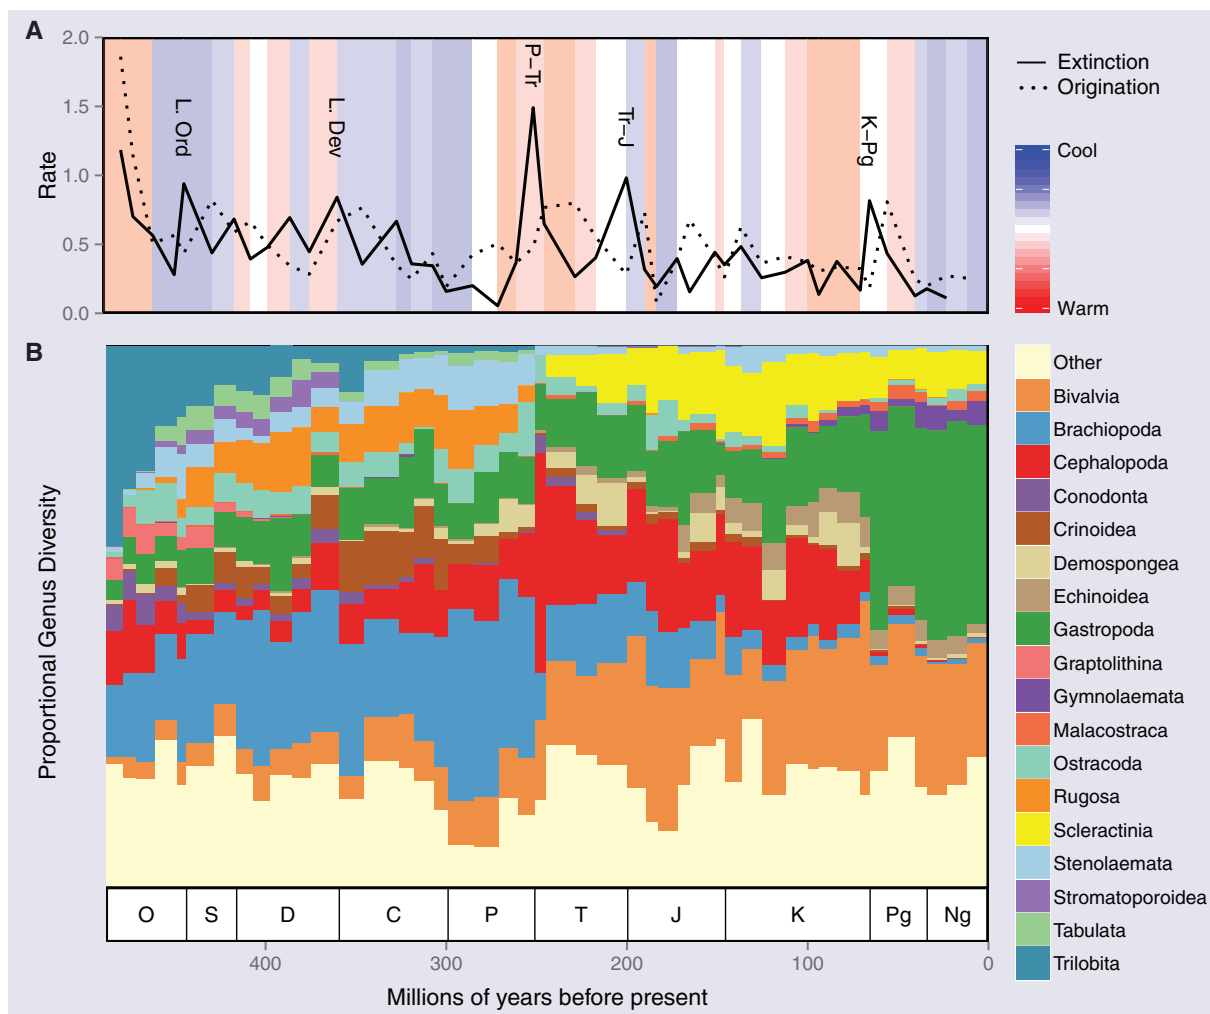 A
2.0
1.5
1.0
0.5
0.0
Rate
L. Ord
L. Dev
P–Tr
Tr–J
K–Pg
Extinction
Origination
Cool
Warm
B
Proportional Genus Diversity
Other
Bivalvia
Brachiopoda
Cephalopoda
Conodonta
Crinoidea
Demospongea
Echinoidea
Gastropoda
Graptolithina
Gymnolaemata
Malacostraca
Ostracoda
Rugosa
Scleractinia
Stenolaemata
Stromatoporoidea
Tabulata
Trilobita
O S D C P T J K Pg Ng
400 300 200 100 0
Millions of years before present